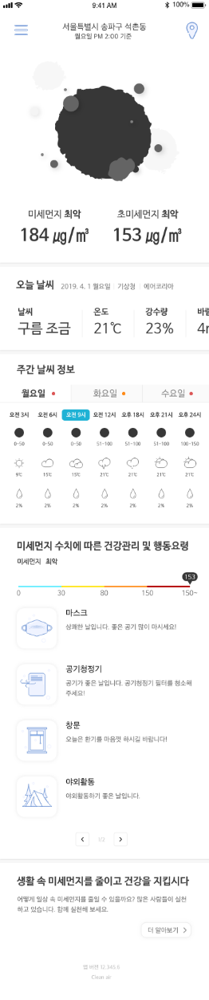 9:41 AM
100%
서울특별시 송파구 석촌동
월요일 PM 2:00 기준
미세먼지 최악
초미세먼지 최악
184 ㎍/㎥
153 ㎍/㎥
오늘 날씨 2019. 4. 1 월요일 | 기상청 | 에어코리아
날씨 온도 강수량 바람
구름 조금 21℃ 23% 4m
주간 날씨 정보
월요일 화요일 수요일
오전 3시 오전 6시 오전 9시 오전 12시 오후 18시 오후 21시 오후 24시
0~50 0~50 0~50 51~100 51~100 51~100 100~150
9℃ 15℃ 15℃ 21℃ 21℃ 21℃ 21℃
2% 2% 2% 2% 2% 2% 2%
미세먼지 수치에 따른 건강관리 및 행동요령
미세먼지 최악
153
0 30 80 150 150~
마스크
상쾌한 날입니다. 좋은 공기 많이 마시세요!
공기청정기
공기가 좋은 날입니다. 공기청정기 필터를 청소해
주세요!
창문
오늘은 환기를 마음껏 하시길 바랍니다!
야외활동
야외활동하기 좋은 날입니다.
< 1/2 >
생활 속 미세먼지를 줄이고 건강을 지킵시다
어떻게 일상 속 미세먼지를 줄일 수 있을까요? 많은 사람들이 실천
하고 있습니다. 함께 실천해 보세요.
더 알아보기 >
앱 버전 12.345.6
Clean air